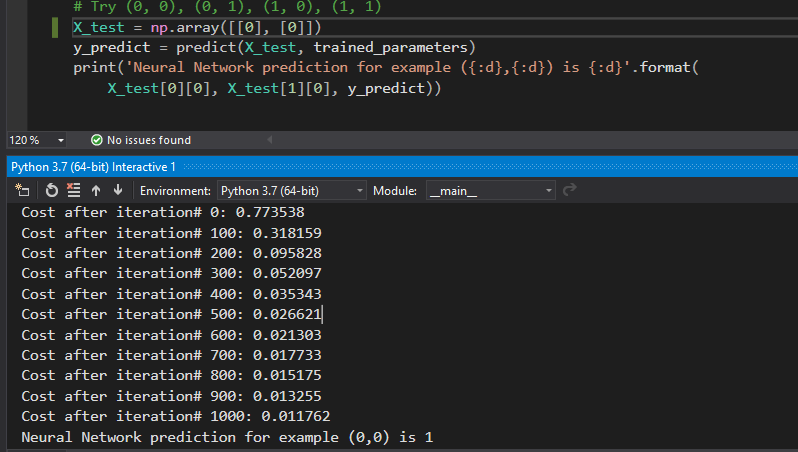 # Try (0, 0), (0, 1), (1, 0), (1, 1)
X_test = np.array([[0], [0]])
y_predict = predict(X_test, trained_parameters)
print('Neural Network prediction for example ({:d},{:d}) is {:d}'.format(
X_test[0][0], X_test[1][0], y_predict))
120 % No issues found
Python 3.7 (64-bit) Interactive 1
Environment: Python 3.7 (64-bit) Module: __main__
Cost after iteration# 0: 0.773538
Cost after iteration# 100: 0.318159
Cost after iteration# 200: 0.095828
Cost after iteration# 300: 0.052097
Cost after iteration# 400: 0.035343
Cost after iteration# 500: 0.026621
Cost after iteration# 600: 0.021303
Cost after iteration# 700: 0.017733
Cost after iteration# 800: 0.015175
Cost after iteration# 900: 0.013255
Cost after iteration# 1000: 0.011762
Neural Network prediction for example (0,0) is 1